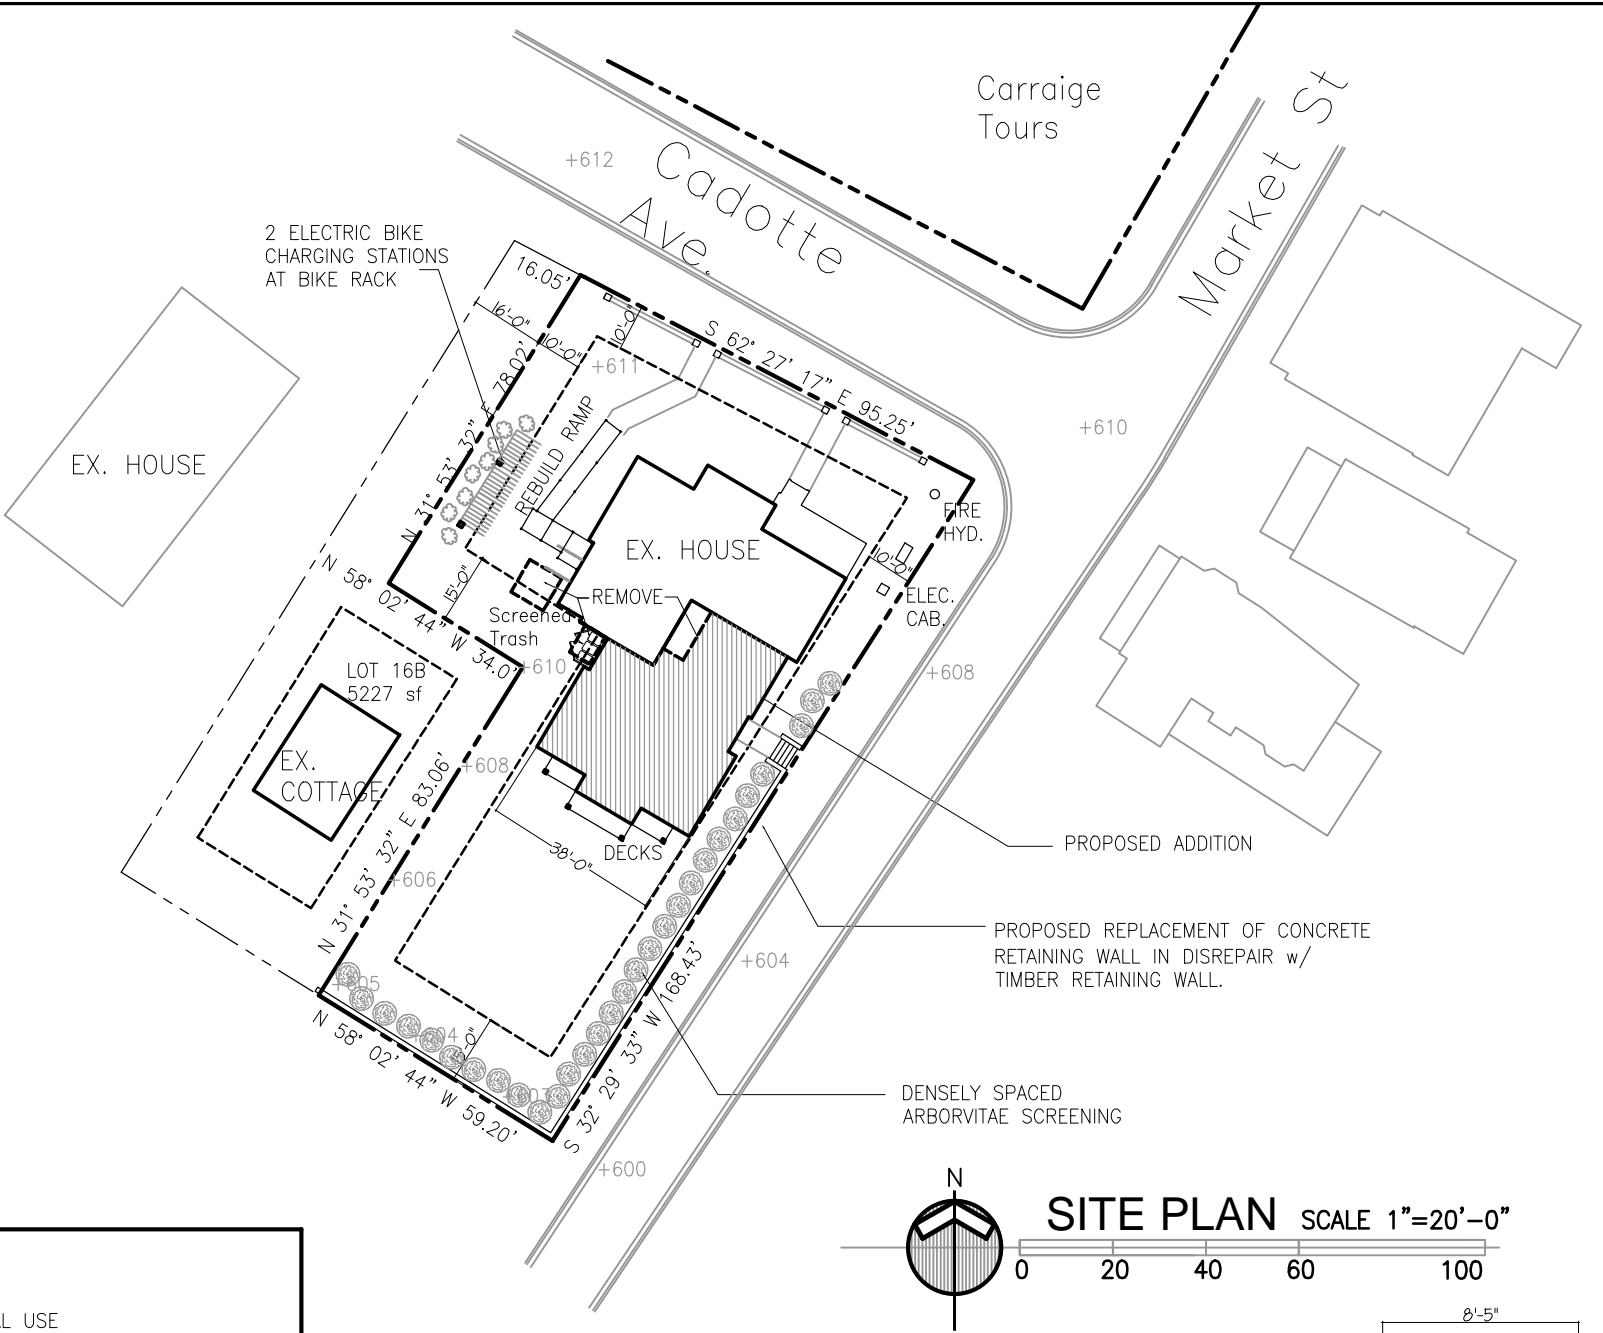 Carraige
Tours
Market St
+612
Cadotte
Ave.
2 ELECTRIC BIKE
CHARGING STATIONS
AT BIKE RACK
16.05'
16'-0"
10'-0"
10'-0"
S 62° 27' 17" E 95.25'
+611
N 31° 53' 32" E 78.02'
REBUILD RAMP
+610
EX. HOUSE
EX. HOUSE
FIRE
HYD.
10'-0"
ELEC.
CAB.
15'-0"
REMOVE
Screened
Trash
N 58° 02' 44" W 34.0'
+610
+608
LOT 16B
5227 sf
EX.
COTTAGE
+608
N 31° 53' 32" E 83.06'
38'-0"
DECKS
PROPOSED ADDITION
+606
PROPOSED REPLACEMENT OF CONCRETE
RETAINING WALL IN DISREPAIR w/
TIMBER RETAINING WALL.
+604
+605
N 58° 02' 44" W 59.20'
S 32° 29' 33" W 168.43'
DENSELY SPACED
ARBORVITAE SCREENING
+600
N
SITE PLAN SCALE 1"=20'-0"
0 20 40 60 100
8'-5"
USE